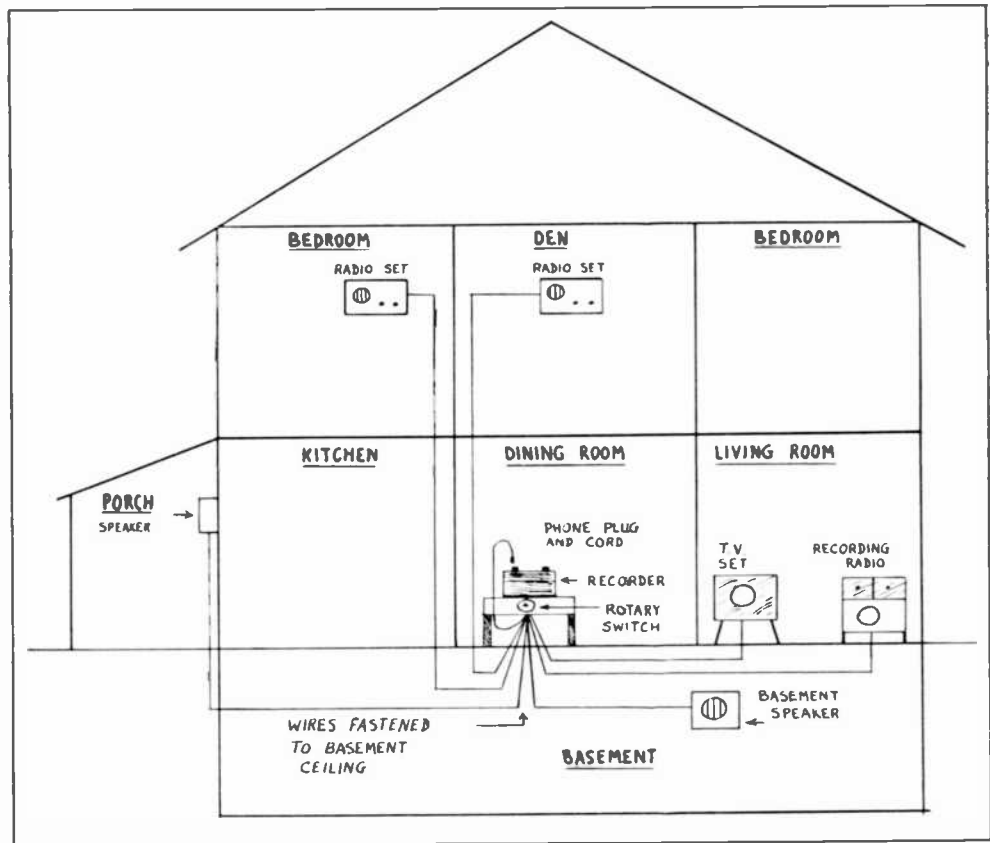 BEDROOM
DEN
BEDROOM
RADIO SET
RADIO SET
KITCHEN
DINING ROOM
LIVING ROOM
PORCH
SPEAKER
PHONE PLUG
AND CORD
RECORDER
ROTARY
SWITCH
T.V.
SET
RECORDING
RADIO
BASEMENT
SPEAKER
WIRES FASTENED
TO BASEMENT
CEILING
BASEMENT